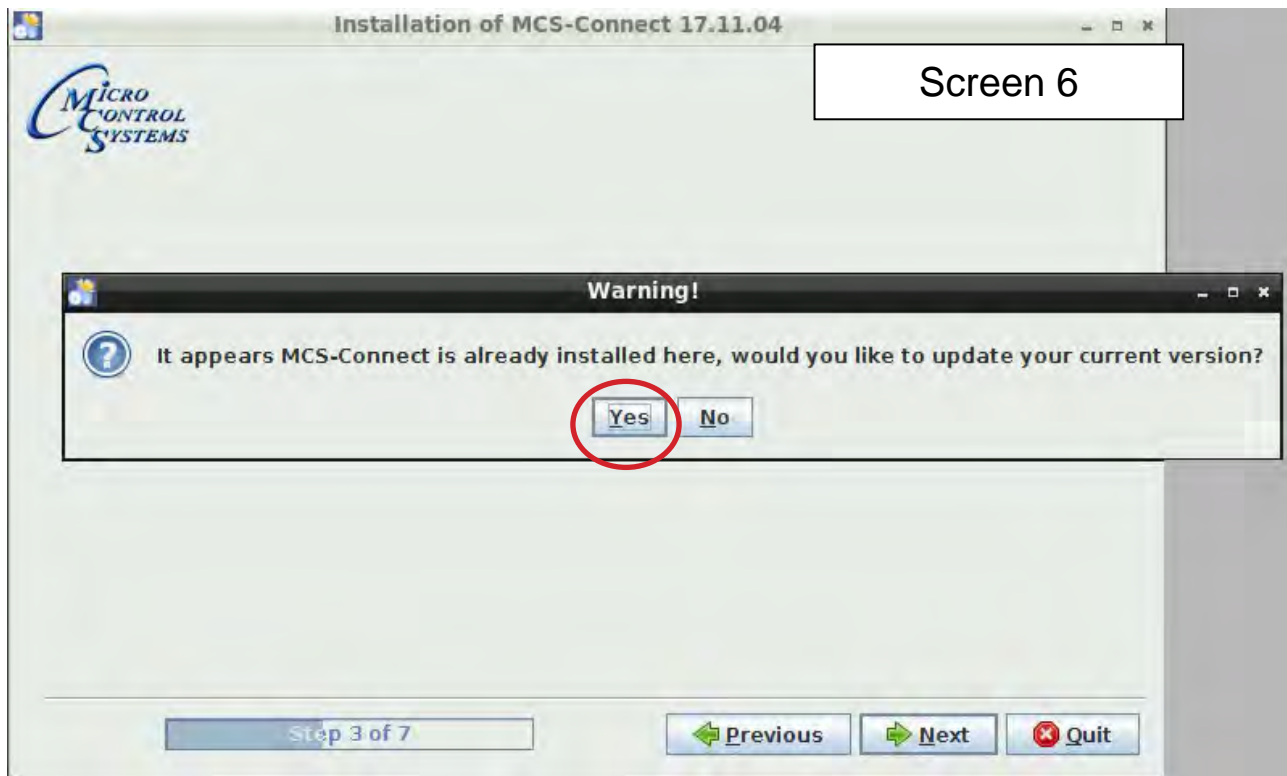 Installation of MCS-Connect 17.11.04
Screen 6
MICRO
CONTROL
SYSTEMS
Warning!
It appears MCS-Connect is already installed here, would you like to update your current version?
Yes No
Step 3 of 7 Previous Next Quit